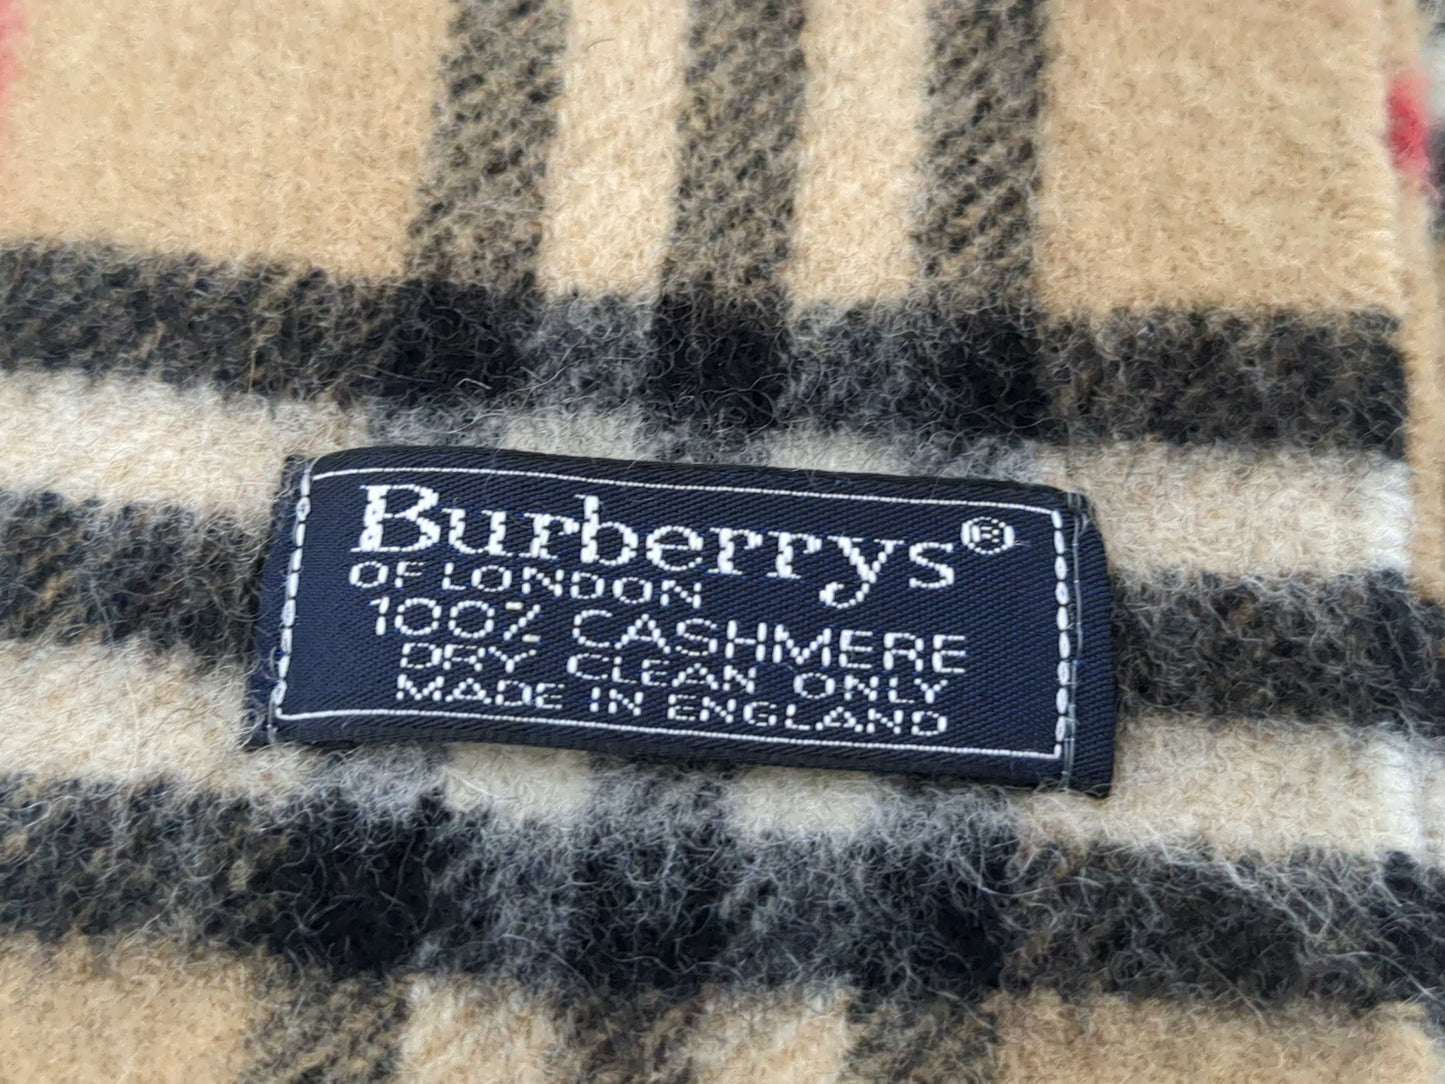 Burberrys®
OF LONDON
100% CASHMERE
DRY CLEAN ONLY
MADE IN ENGLAND